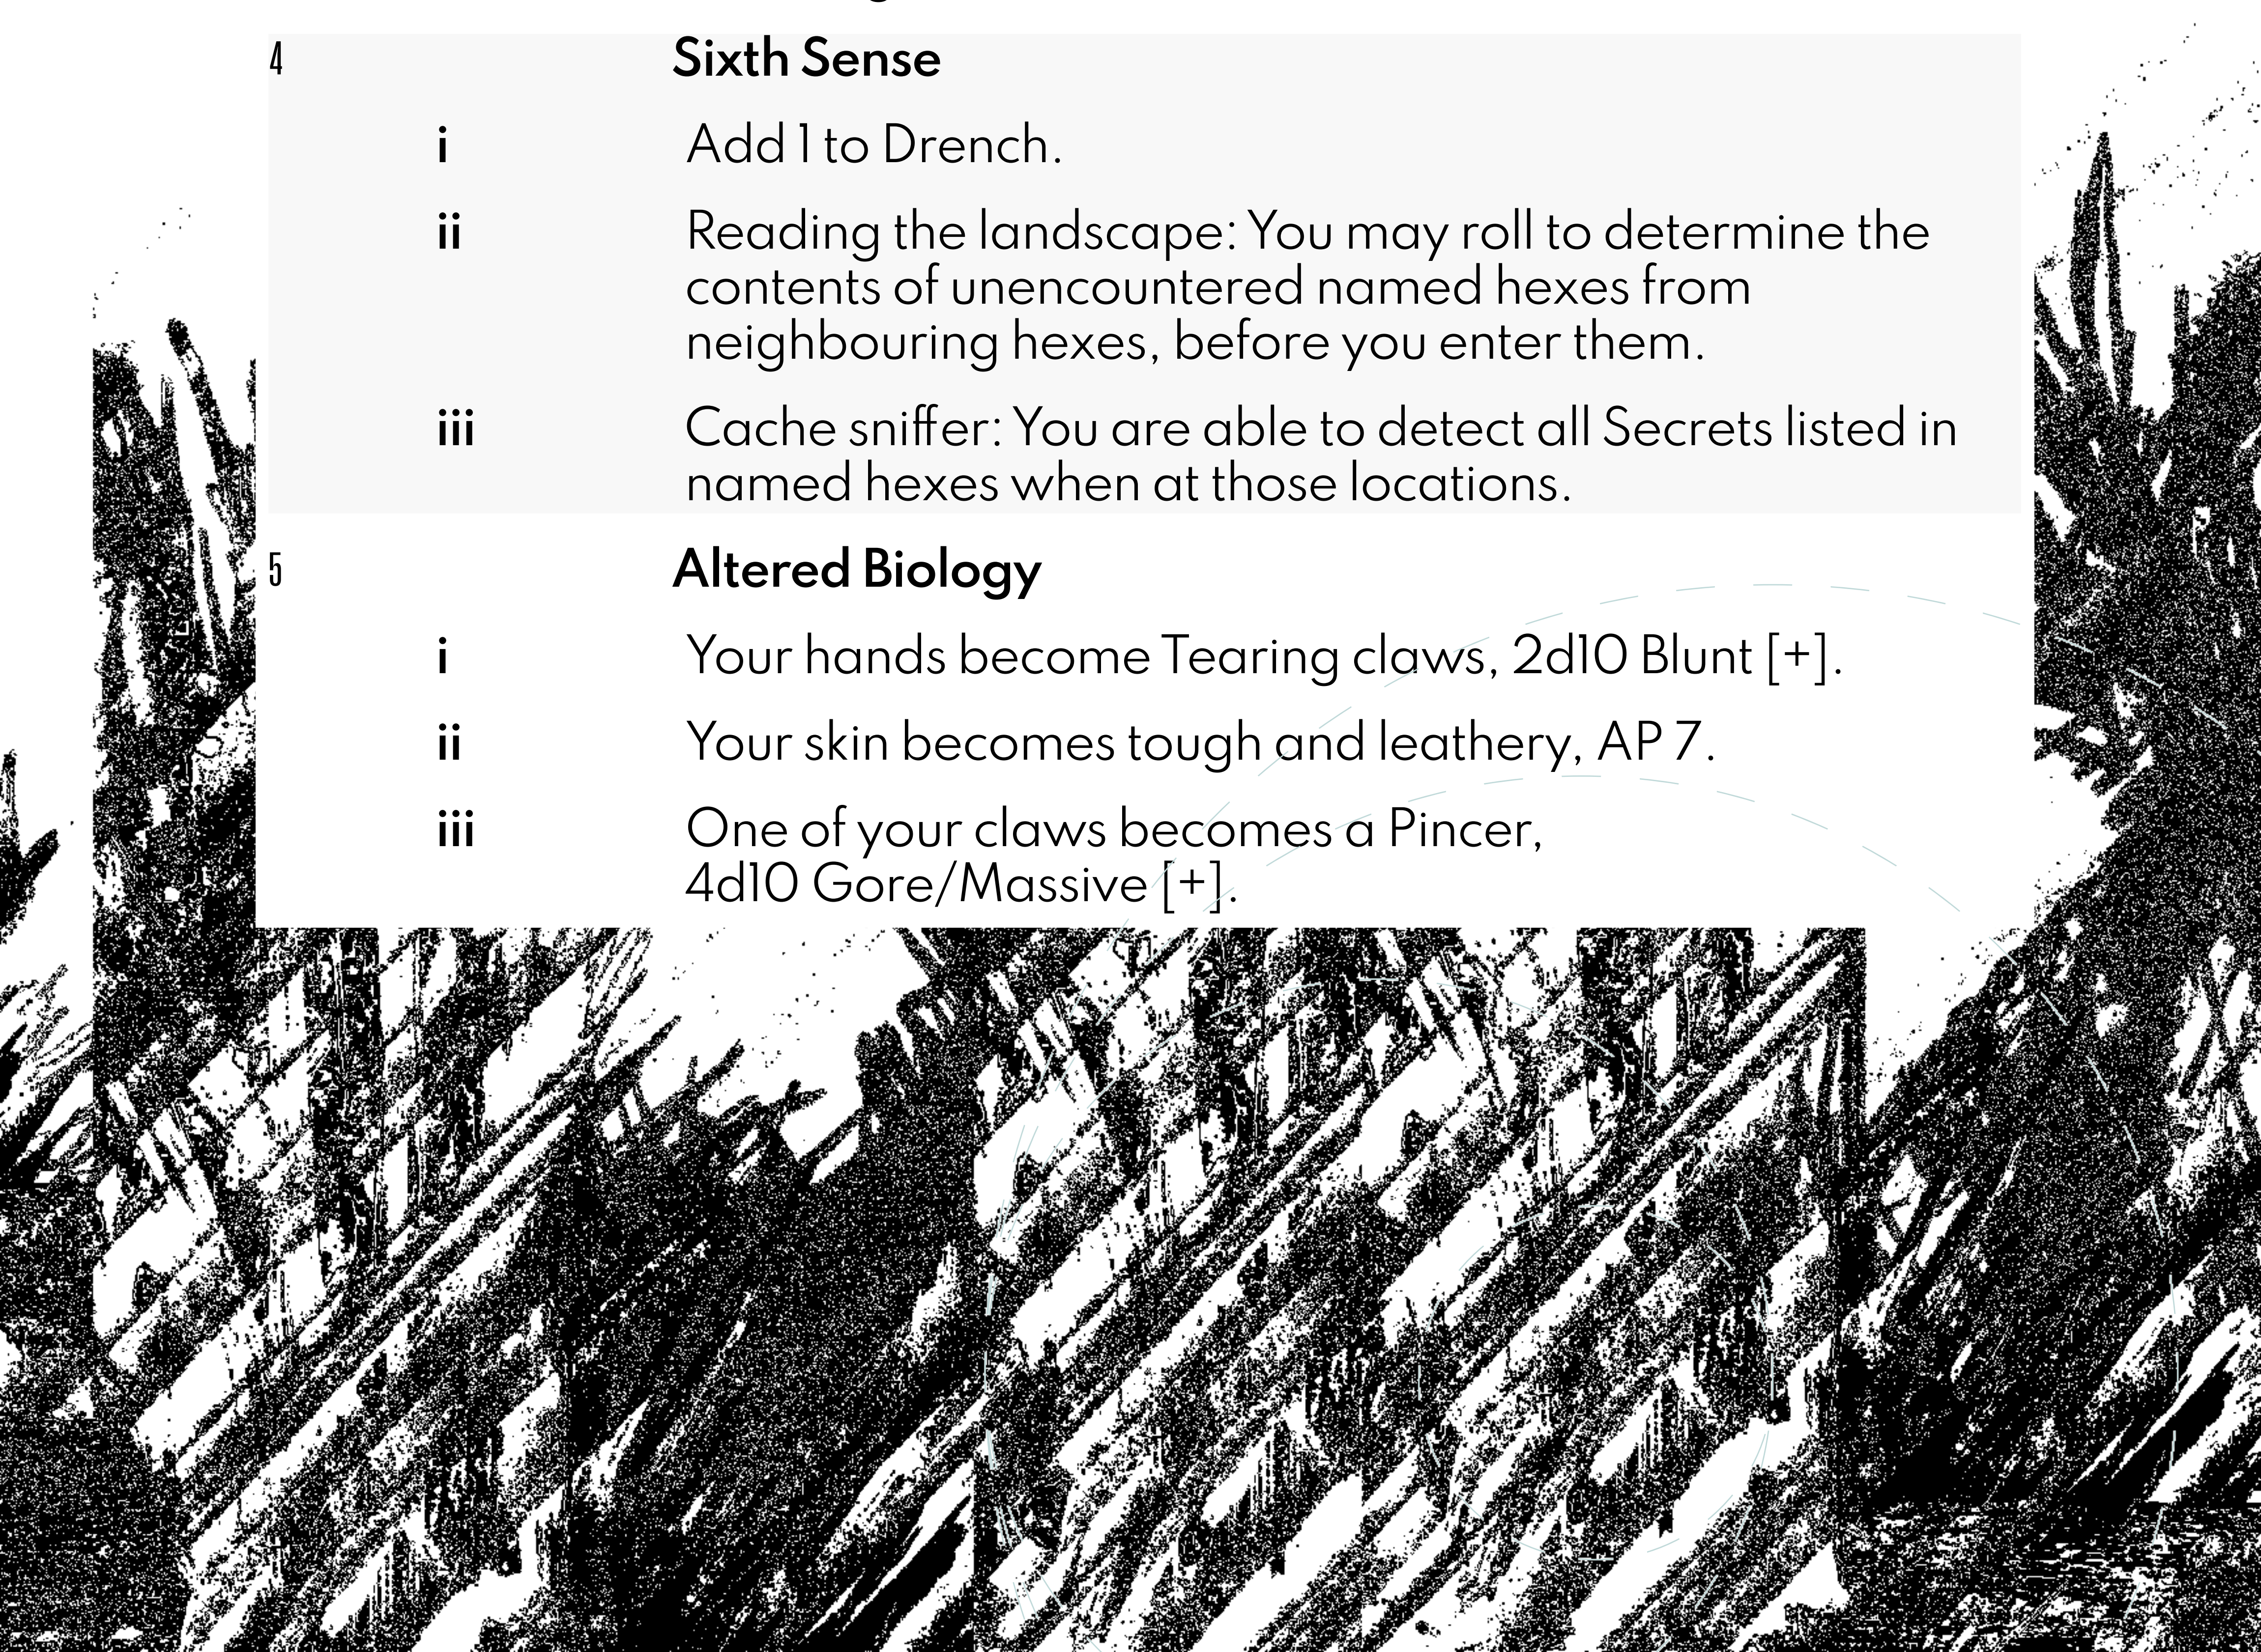 4 Sixth Sense
i Add 1 to Drench.
ii Reading the landscape: You may roll to determine the
contents of unencountered named hexes from
neighbouring hexes, before you enter them.
iii Cache sniffer: You are able to detect all Secrets listed in
named hexes when at those locations.
5 Altered Biology
i Your hands become Tearing claws, 2d10 Blunt [+].
ii Your skin becomes tough and leathery, AP 7.
iii One of your claws becomes a Pincer,
4d10 Gore/Massive [+].